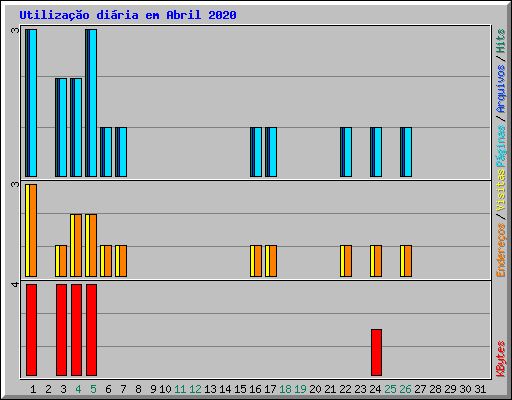 Utilização diária em Abril 2020
3
3
4
Páginas / Arquivos / Hits
Endereços / Visitas
KBytes
1 2 3 4 5 6 7 8 9 10 11 12 13 14 15 16 17 18 19 20 21 22 23 24 25 26 27 28 29 30 31